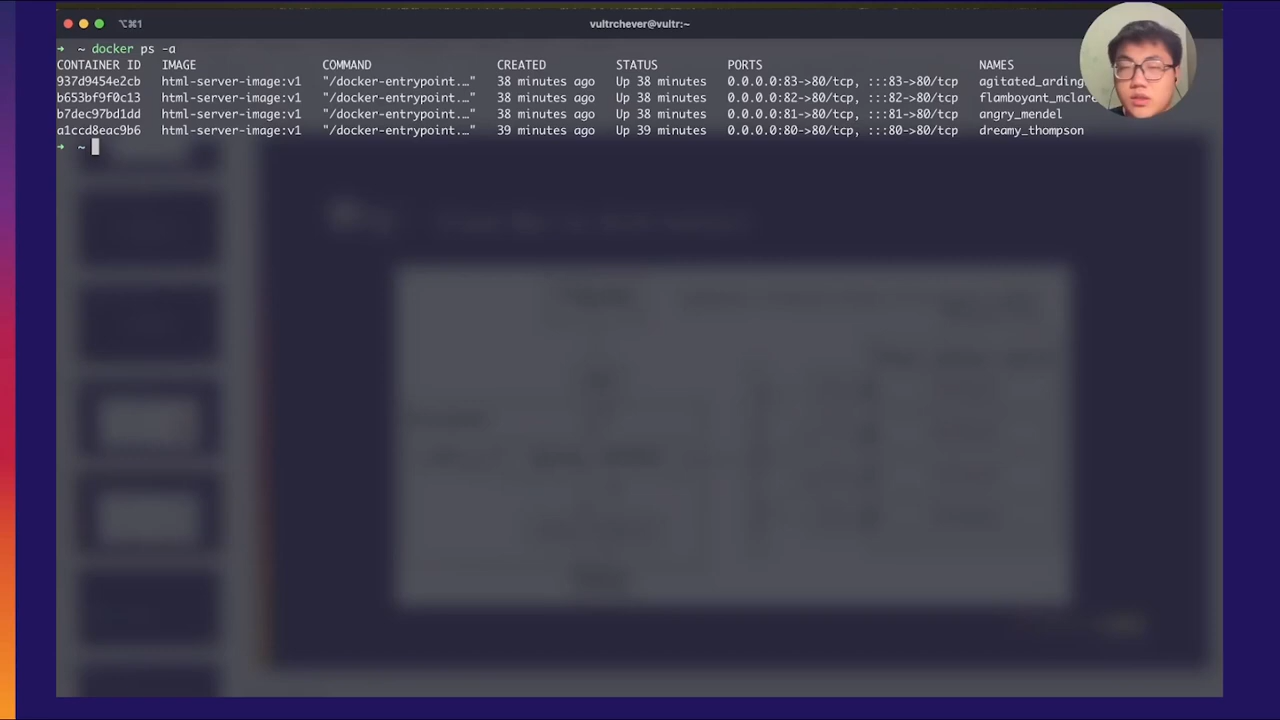 ⌥⌘1
vultrchever@vultr:~
➜ ~ docker ps -a
CONTAINER ID IMAGE COMMAND CREATED STATUS PORTS NAMES
937d9454e2cb html-server-image:v1 "/docker-entrypoint.…" 38 minutes ago Up 38 minutes 0.0.0.0:83->80/tcp, :::83->80/tcp
b653bf9f0c13 html-server-image:v1 "/docker-entrypoint.…" 38 minutes ago Up 38 minutes 0.0.0.0:82->80/tcp, :::82->80/tcp
b7dec97bd1dd html-server-image:v1 "/docker-entrypoint.…" 38 minutes ago Up 38 minutes 0.0.0.0:81->80/tcp, :::81->80/tcp angry_mendel
a1ccd8eac9b6 html-server-image:v1 "/docker-entrypoint.…" 39 minutes ago Up 39 minutes 0.0.0.0:80->80/tcp, :::80->80/tcp dreamy_thompson
➜ ~